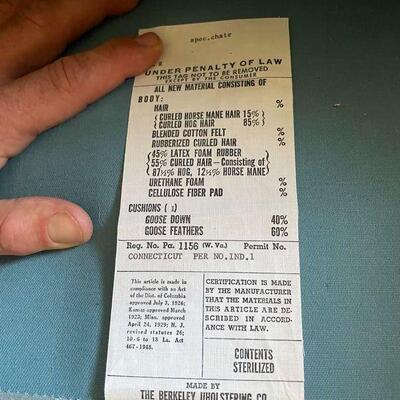 spec.chair
UNDER PENALTY OF LAW
THIS TAG NOT TO BE REMOVED
EXCEPT BY THE CONSUMER
ALL NEW MATERIAL CONSISTING OF
BODY:
HAIR %
{CURLED HORSE MANE HAIR 15%}
{CURLED HOG HAIR 85%}
BLENDED COTTON FELT %
RUBBERIZED CURLED HAIR %
{45% LATEX FOAM RUBBER
55% CURLED HAIR—Consisting of
87½% HOG, 12½% HORSE MANE}
URETHANE FOAM %
CELLULOSE FIBER PAD %
CUSHIONS (1)
GOOSE DOWN 40%
GOOSE FEATHERS 60%
Reg. No. Pa. 1156 (W. Va.) Permit No.
CONNECTICUT PER NO.IND.1
This article is made in
compliance with an Act
of the Dist. of Columbia
approved July 3, 1926;
Kansas approved March
1923; Minn. approved
April 24, 1929; N. J.
revised statutes 26;
10-6 to 18 La. Act
467-1948.
CERTIFICATION IS MADE
BY THE MANUFACTURER
THAT THE MATERIALS IN
THIS ARTICLE ARE DE-
SCRIBED IN ACCORD-
ANCE WITH LAW.
CONTENTS
STERILIZED
MADE BY
THE BERKELEY UHOLSTERING CO.